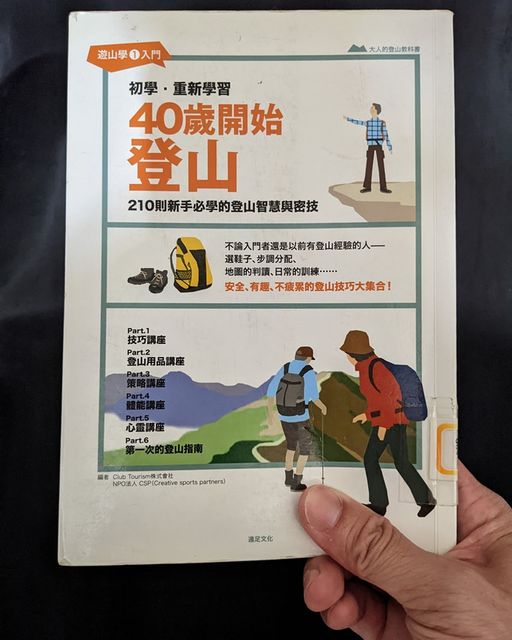 遊山學❶入門
大人的登山教科書
初學・重新學習
40歲開始
登山
210則新手必學的登山智慧與密技
不論入門者還是以前有登山經驗的人──
選鞋子、步調分配、
地圖的判讀、日常的訓練⋯⋯
安全、有趣、不疲累的登山技巧大集合！
Part.1
技巧講座
Part.2
登山用品講座
Part.3
策略講座
Part.4
體能講座
Part.5
心靈講座
Part.6
第一次的登山指南
編者 Club Tourism株式會社
NPO法人 CSP(Creative sports partners)
遠足文化